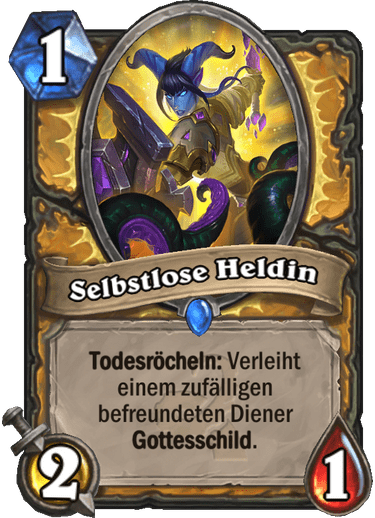 1
Selbstlose Heldin
Todesröcheln: Verleiht
einem zufälligen
befreundeten Diener
Gottesschild.
2
1